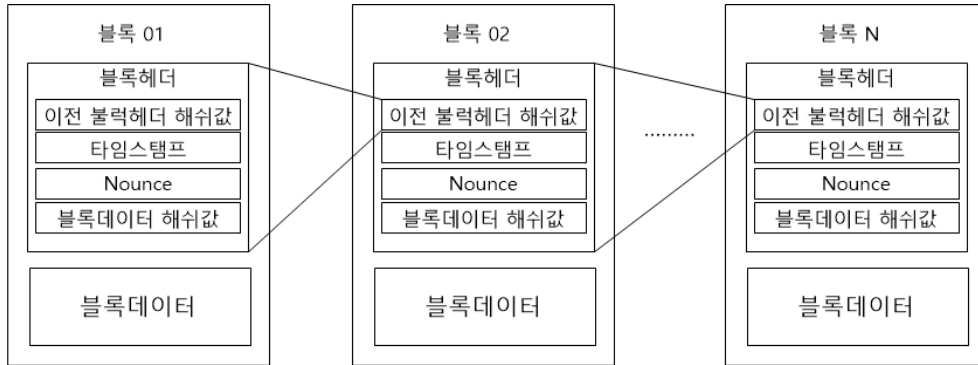 블록 01
블록헤더
이전 불럭헤더 해쉬값
타임스탬프
Nounce
블록데이터 해쉬값
블록데이터
블록 02
블록헤더
이전 불럭헤더 해쉬값
타임스탬프
Nounce
블록데이터 해쉬값
블록데이터
.........
블록 N
블록헤더
이전 불럭헤더 해쉬값
타임스탬프
Nounce
블록데이터 해쉬값
블록데이터